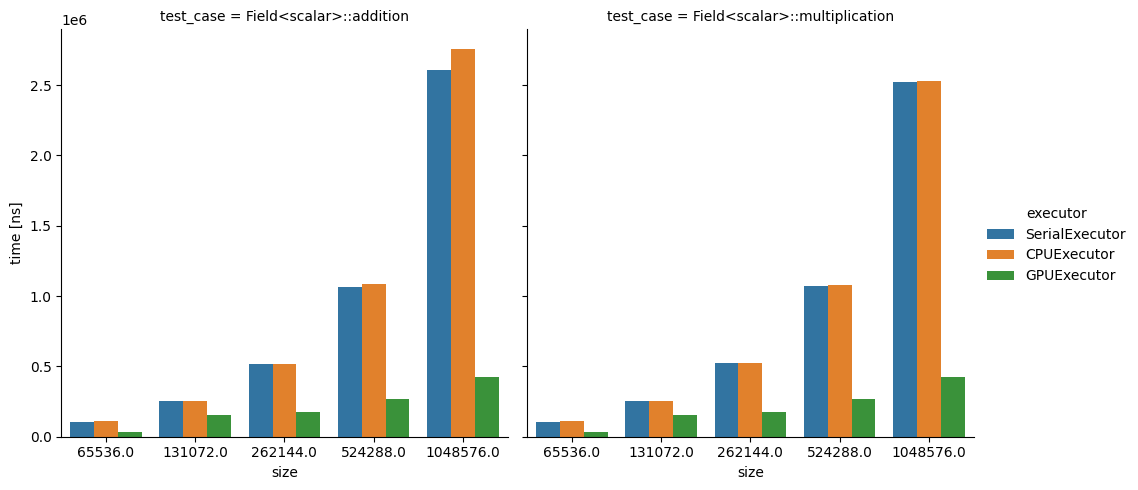 test_case = Field<scalar>::addition
test_case = Field<scalar>::multiplication
1e6
2.5
2.0
1.5
1.0
0.5
0.0
time [ns]
65536.0 131072.0 262144.0 524288.0 1048576.0
size
65536.0 131072.0 262144.0 524288.0 1048576.0
size
executor
SerialExecutor
CPUExecutor
GPUExecutor